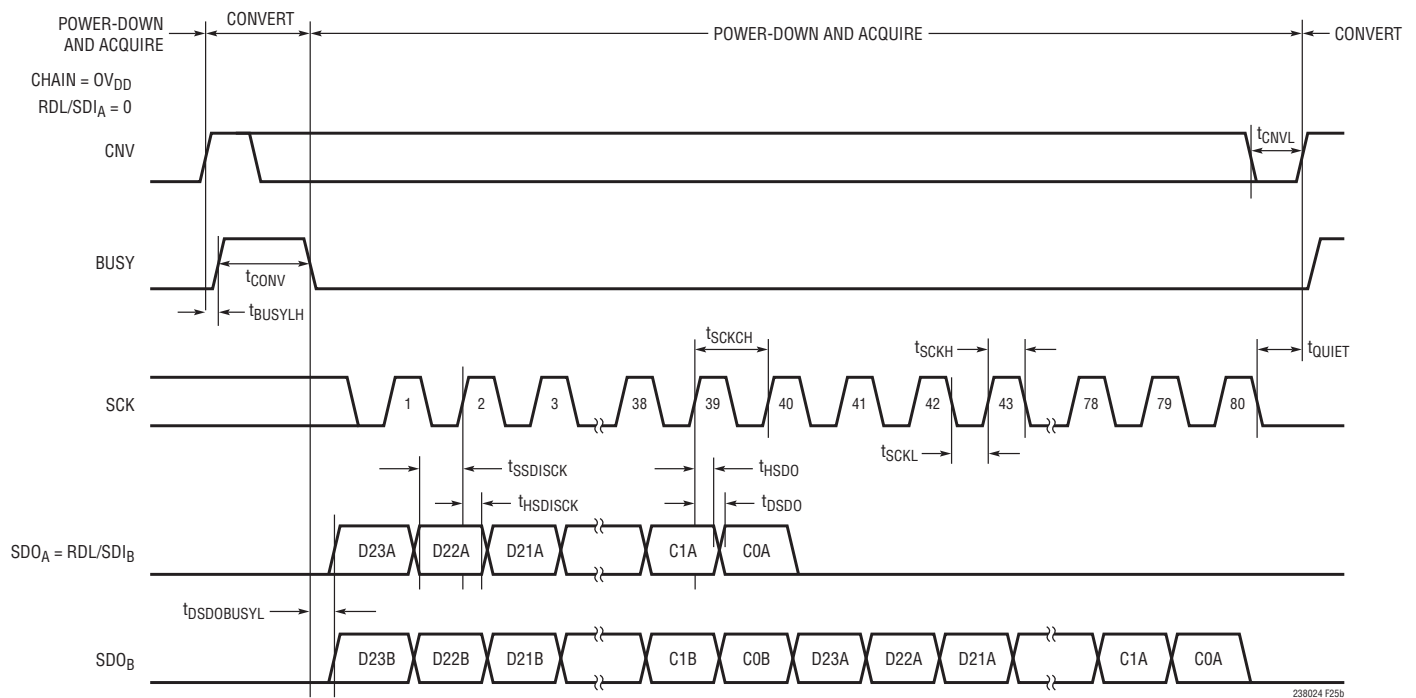 POWER-DOWN
AND ACQUIRE
CONVERT
POWER-DOWN AND ACQUIRE
CONVERT
CHAIN = OVDD
RDL/SDIA = 0
CNV
tCNVL
BUSY
tCONV
tBUSYLH
tSCKCH
tSCKH
tQUIET
SCK
1 2 3 38 39 40 41 42 43 78 79 80
tSSDISCK
tHSDO
tSCKL
tHSDISCK
tDSDO
SDOA = RDL/SDIB
D23A D22A D21A C1A C0A
tDSDOBUSYL
SDOB
D23B D22B D21B C1B C0B D23A D22A D21A C1A C0A
238024 F25b